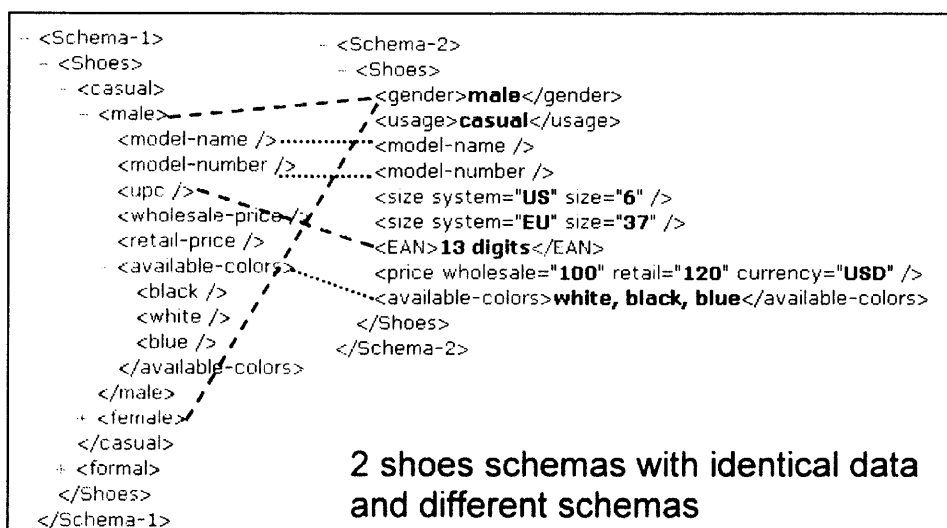 - <Schema-1>
- <Shoes>
- <casual>
- <male>
<model-name />
<model-number />
<upc />
<wholesale-price />
<retail-price />
- <available-colors>
<black />
<white />
<blue />
</available-colors>
</male>
+ <female>
</casual>
+ <formal>
</Shoes>
</Schema-1>
- <Schema-2>
- <Shoes>
<gender>male</gender>
<usage>casual</usage>
<model-name />
<model-number />
<size system="US" size="6" />
<size system="EU" size="37" />
<EAN>13 digits</EAN>
<price wholesale="100" retail="120" currency="USD" />
<available-colors>white, black, blue</available-colors>
</Shoes>
</Schema-2>
2 shoes schemas with identical data
and different schemas